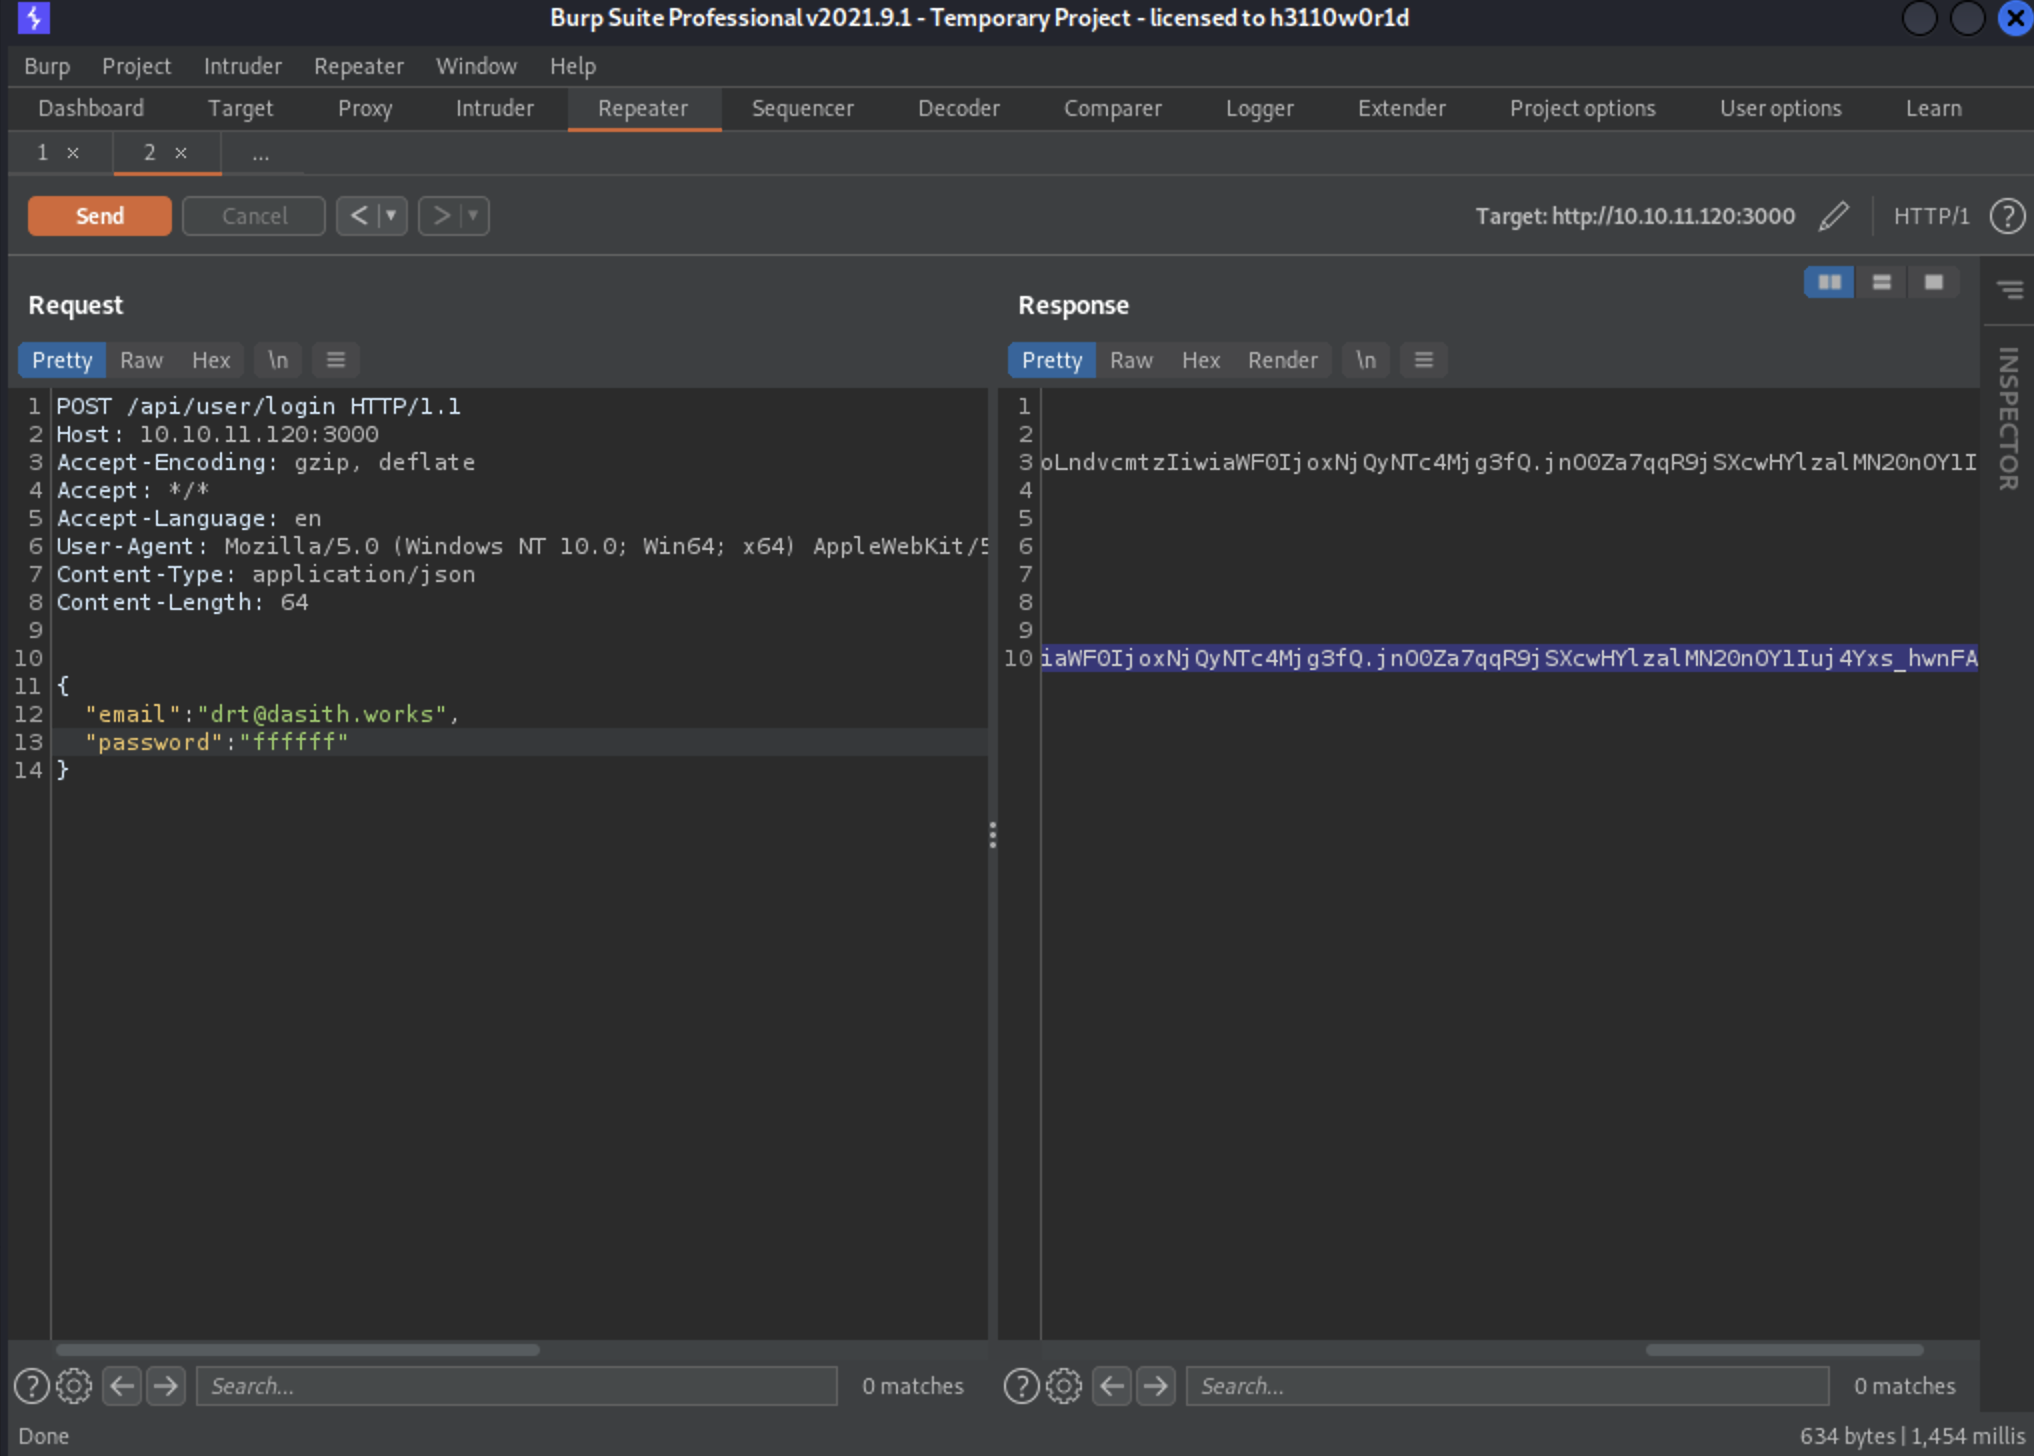 Burp Suite Professional v2021.9.1 - Temporary Project - licensed to h3110w0r1d
Burp Project Intruder Repeater Window Help
Dashboard Target Proxy Intruder Repeater Sequencer Decoder Comparer Logger Extender Project options User options Learn
1 × 2 × ...
Send Cancel < ▼ > ▼ Target: http://10.10.11.120:3000 HTTP/1 ?
Request
Pretty Raw Hex \n ≡
1 POST /api/user/login HTTP/1.1
2 Host: 10.10.11.120:3000
3 Accept-Encoding: gzip, deflate
4 Accept: */*
5 Accept-Language: en
6 User-Agent: Mozilla/5.0 (Windows NT 10.0; Win64; x64) AppleWebKit/5
7 Content-Type: application/json
8 Content-Length: 64
9
10
11 {
12 "email":"drt@dasith.works",
13 "password":"ffffff"
14 }
? Search... 0 matches
Response
Pretty Raw Hex Render \n ≡
1
2
3 oLndvcmtzIiwiaWF0IjoxNjQyNTc4Mjg3fQ.jnO0Za7qqR9jSXcwHYlzalMN20nOY1I
4
5
6
7
8
9
10 iaWF0IjoxNjQyNTc4Mjg3fQ.jnO0Za7qqR9jSXcwHYlzalMN20nOY1Iuj4Yxs_hwnFA
? Search... 0 matches
INSPECTOR
Done 634 bytes | 1,454 millis